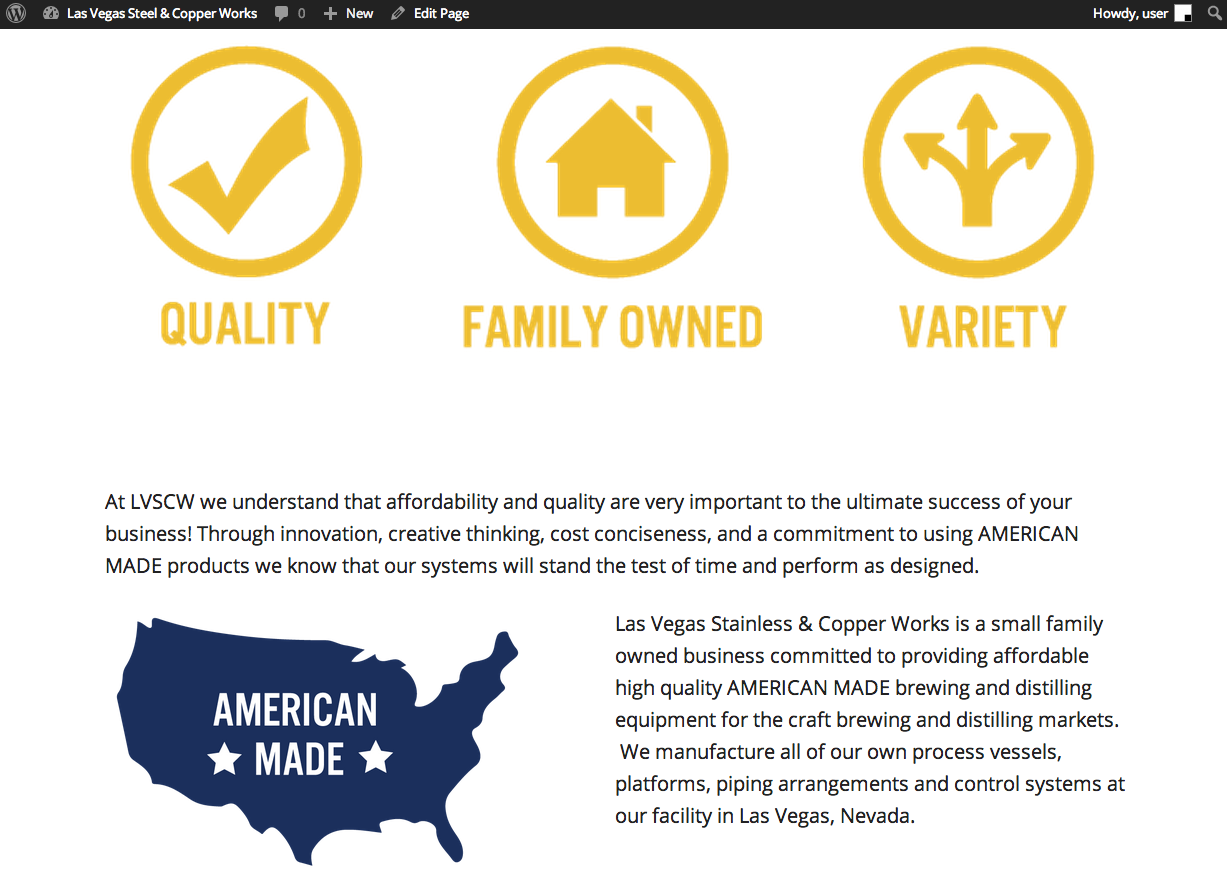 Las Vegas Steel & Copper Works 0 New Edit Page Howdy, user
QUALITY FAMILY OWNED VARIETY
At LVSCW we understand that affordability and quality are very important to the ultimate success of your
business! Through innovation, creative thinking, cost conciseness, and a commitment to using AMERICAN
MADE products we know that our systems will stand the test of time and perform as designed.
AMERICAN
MADE
Las Vegas Stainless & Copper Works is a small family
owned business committed to providing affordable
high quality AMERICAN MADE brewing and distilling
equipment for the craft brewing and distilling markets.
We manufacture all of our own process vessels,
platforms, piping arrangements and control systems at
our facility in Las Vegas, Nevada.